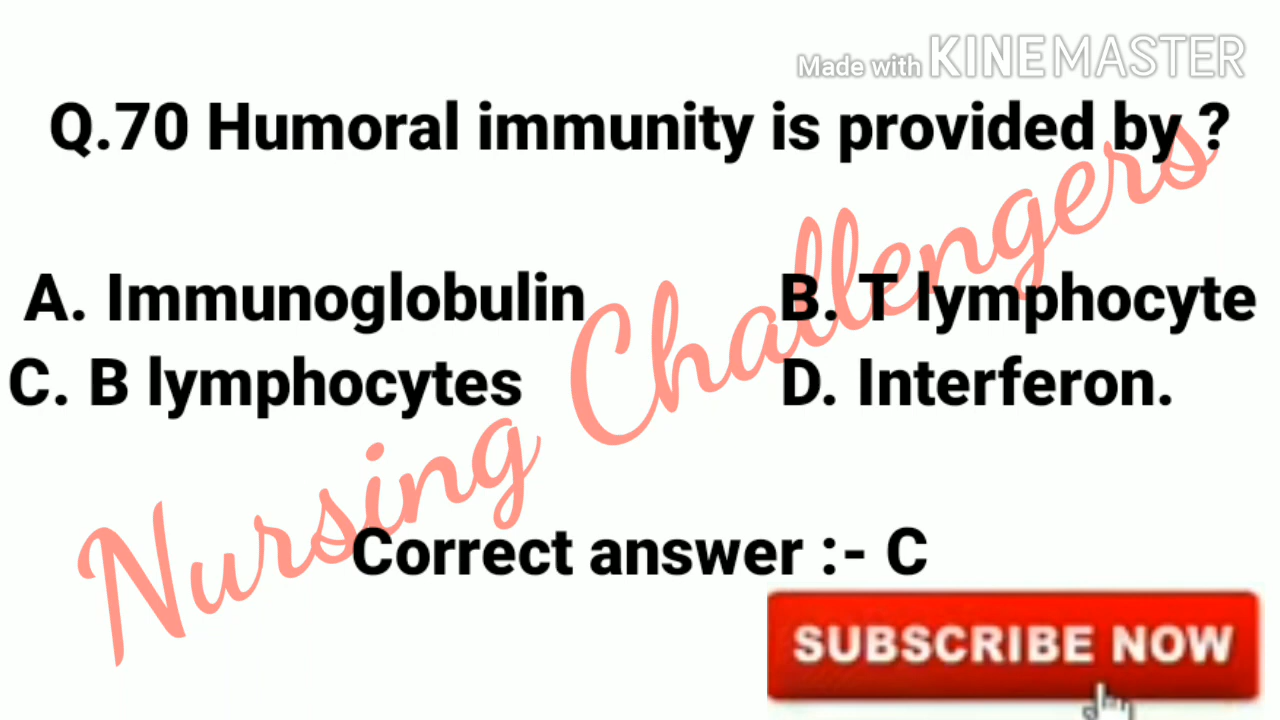 Made with KINEMASTER
Q.70 Humoral immunity is provided by ?
A. Immunoglobulin B. T lymphocyte
C. B lymphocytes D. Interferon.
Nursing Challengers
Correct answer :- C
SUBSCRIBE NOW